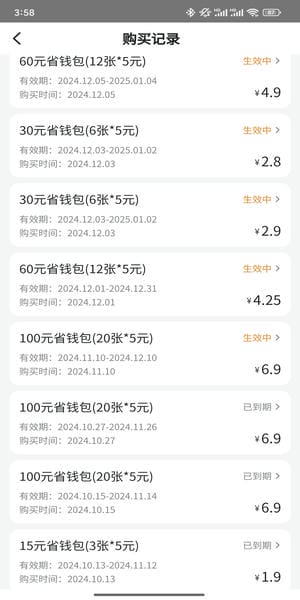 3:58
购买记录
60元省钱包(12张*5元) 生效中
有效期：2024.12.05-2025.01.04
购买时间：2024.12.05 ¥4.9
30元省钱包(6张*5元) 生效中
有效期：2024.12.03-2025.01.02
购买时间：2024.12.03 ¥2.8
30元省钱包(6张*5元) 生效中
有效期：2024.12.03-2025.01.02
购买时间：2024.12.03 ¥2.9
60元省钱包(12张*5元) 生效中
有效期：2024.12.01-2024.12.31
购买时间：2024.12.01 ¥4.25
100元省钱包(20张*5元) 生效中
有效期：2024.11.10-2024.12.10
购买时间：2024.11.10 ¥6.9
100元省钱包(20张*5元) 已到期
有效期：2024.10.27-2024.11.26
购买时间：2024.10.27 ¥6.9
100元省钱包(20张*5元) 已到期
有效期：2024.10.15-2024.11.14
购买时间：2024.10.15 ¥6.9
15元省钱包(3张*5元) 已到期
有效期：2024.10.13-2024.11.12
购买时间：2024.10.13 ¥1.9